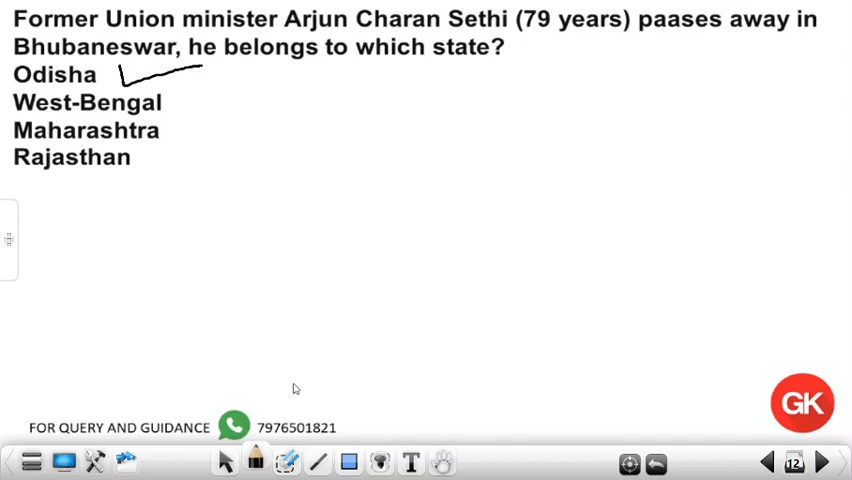 Former Union minister Arjun Charan Sethi (79 years) paases away in
Bhubaneswar, he belongs to which state?
Odisha
West-Bengal
Maharashtra
Rajasthan
GK
FOR QUERY AND GUIDANCE 7976501821
T 12